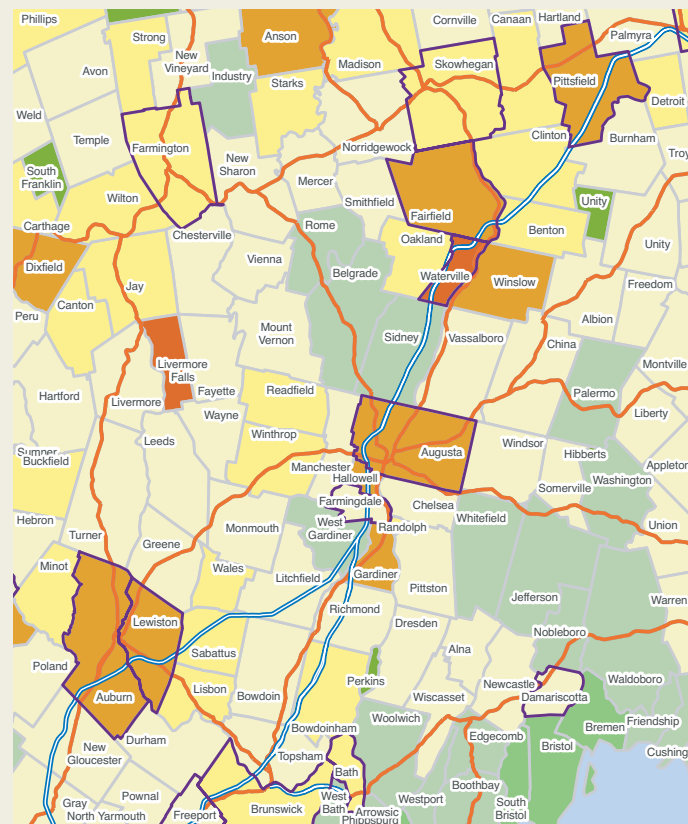 Phillips
Cornville
Canaan
Hartland
Palmyra
Strong
Anson
New
Vineyard
Madison
Skowhegan
Avon
Industry
Starks
Pittsfield
Detroit
Weld
Temple
Farmington
Norridgewock
Clinton
Burnham
Troy
New
Sharon
South
Franklin
Mercer
Wilton
Smithfield
Unity
Fairfield
Carthage
Rome
Chesterville
Oakland
Benton
Unity
Dixfield
Vienna
Belgrade
Waterville
Winslow
Jay
Freedom
Canton
Peru
Albion
Mount
Vernon
Sidney
Vassalboro
China
Livermore
Falls
Montville
Hartford
Livermore
Fayette
Readfield
Palermo
Wayne
Liberty
Winthrop
Leeds
Windsor
Augusta
Sumner
Buckfield
Manchester
Hibberts
Appleton
Hallowell
Washington
Somerville
Farmingdale
Chelsea
Hebron
West
Gardiner
Randolph
Whitefield
Union
Turner
Monmouth
Greene
Minot
Wales
Litchfield
Gardiner
Pittston
Jefferson
Warren
Richmond
Lewiston
Dresden
Nobleboro
Sabattus
Alna
Poland
Perkins
Newcastle
Waldoboro
Auburn
Lisbon
Bowdoin
Wiscasset
Damariscotta
Woolwich
Friendship
Bowdoinham
Bremen
Durham
Edgecomb
New
Gloucester
Bristol
Cushing
Topsham
Bath
Boothbay
Pownal
Westport
West
Bath
Gray
North Yarmouth
Freeport
Brunswick
Arrowsic
Phippsburg
South
Bristol